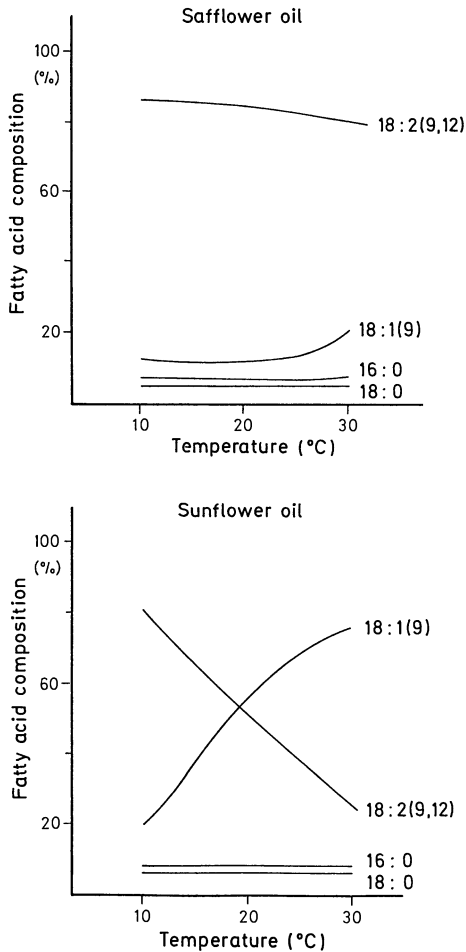 Safflower oil
100
(%)
60
20
Fatty acid composition
18:2(9,12)
18:1(9)
16:0
18:0
10 20 30
Temperature (°C)
Sunflower oil
100
(%)
60
20
Fatty acid composition
18:1(9)
18:2(9,12)
16:0
18:0
10 20 30
Temperature (°C)